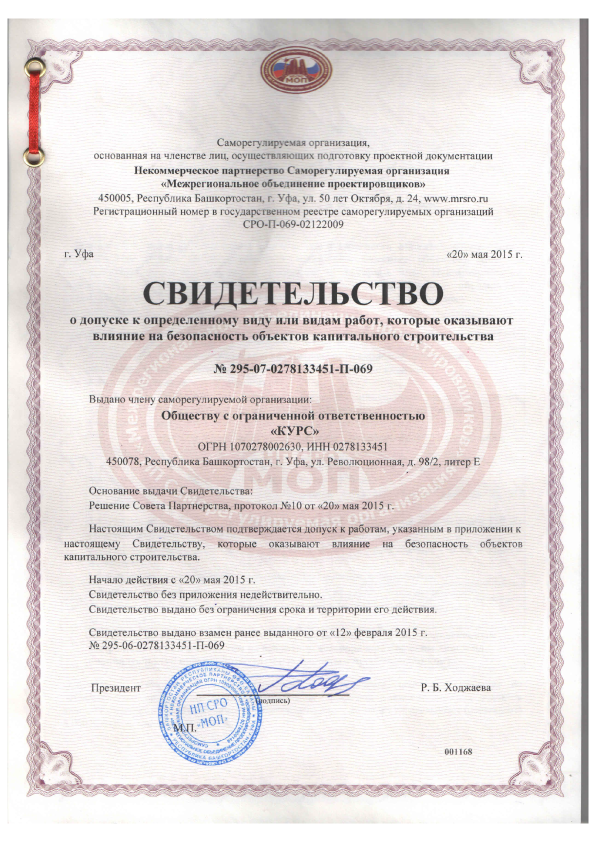 МОП
Саморегулируемая организация,
основанная на членстве лиц, осуществляющих подготовку проектной документации
Некоммерческое партнерство Саморегулируемая организация
«Межрегиональное объединение проектировщиков»
450005, Республика Башкортостан, г. Уфа, ул. 50 лет Октября, д. 24, www.mrsro.ru
Регистрационный номер в государственном реестре саморегулируемых организаций
СРО-П-069-02122009
г. Уфа «20» мая 2015 г.
СВИДЕТЕЛЬСТВО
о допуске к определенному виду или видам работ, которые оказывают
влияние на безопасность объектов капитального строительства
№ 295-07-0278133451-П-069
Выдано члену саморегулируемой организации:
Обществу с ограниченной ответственностью
«КУРС»
ОГРН 1070278002630, ИНН 0278133451
450078, Республика Башкортостан, г. Уфа, ул. Революционная, д. 98/2, литер Е
Основание выдачи Свидетельства:
Решение Совета Партнерства, протокол №10 от «20» мая 2015 г.
Настоящим Свидетельством подтверждается допуск к работам, указанным в приложении к
настоящему Свидетельству, которые оказывают влияние на безопасность объектов
капитального строительства.
Начало действия с «20» мая 2015 г.
Свидетельство без приложения недействительно.
Свидетельство выдано без ограничения срока и территории его действия.
Свидетельство выдано взамен ранее выданного от «12» февраля 2015 г.
№ 295-06-0278133451-П-069
Президент Р. Б. Ходжаева
(подпись)
НП СРО
«МОП»
М.П.
001168